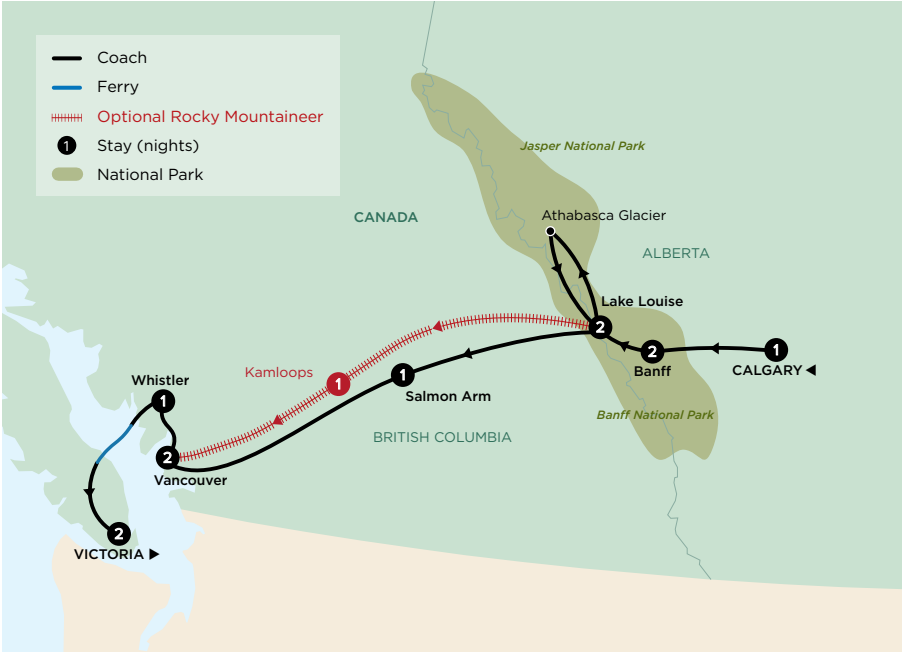 Coach
Ferry
Optional Rocky Mountaineer
1 Stay (nights)
National Park
Jasper National Park
CANADA
Athabasca Glacier
ALBERTA
Lake Louise
2
2
1
Banff
CALGARY
Kamloops
1
1
Whistler
1
Salmon Arm
Banff National Park
BRITISH COLUMBIA
2
Vancouver
2
VICTORIA